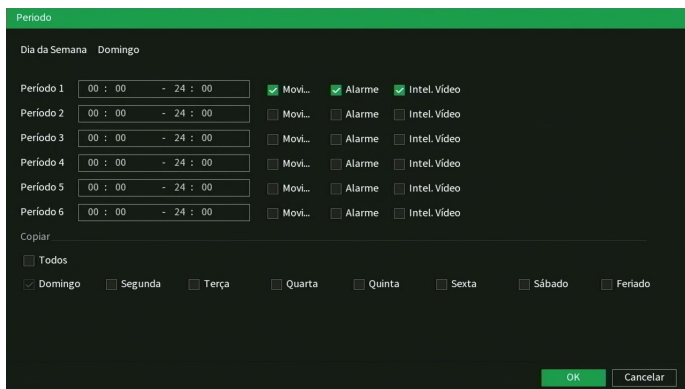 Periodo
Dia da Semana Domingo
Período 1 00 : 00 - 24 : 00 Movi... Alarme Intel. Vídeo
Período 2 00 : 00 - 24 : 00 Movi... Alarme Intel. Vídeo
Período 3 00 : 00 - 24 : 00 Movi... Alarme Intel. Vídeo
Período 4 00 : 00 - 24 : 00 Movi... Alarme Intel. Vídeo
Período 5 00 : 00 - 24 : 00 Movi... Alarme Intel. Vídeo
Período 6 00 : 00 - 24 : 00 Movi... Alarme Intel. Vídeo
Copiar
Todos
Domingo Segunda Terça Quarta Quinta Sexta Sábado Feriado
OK Cancelar